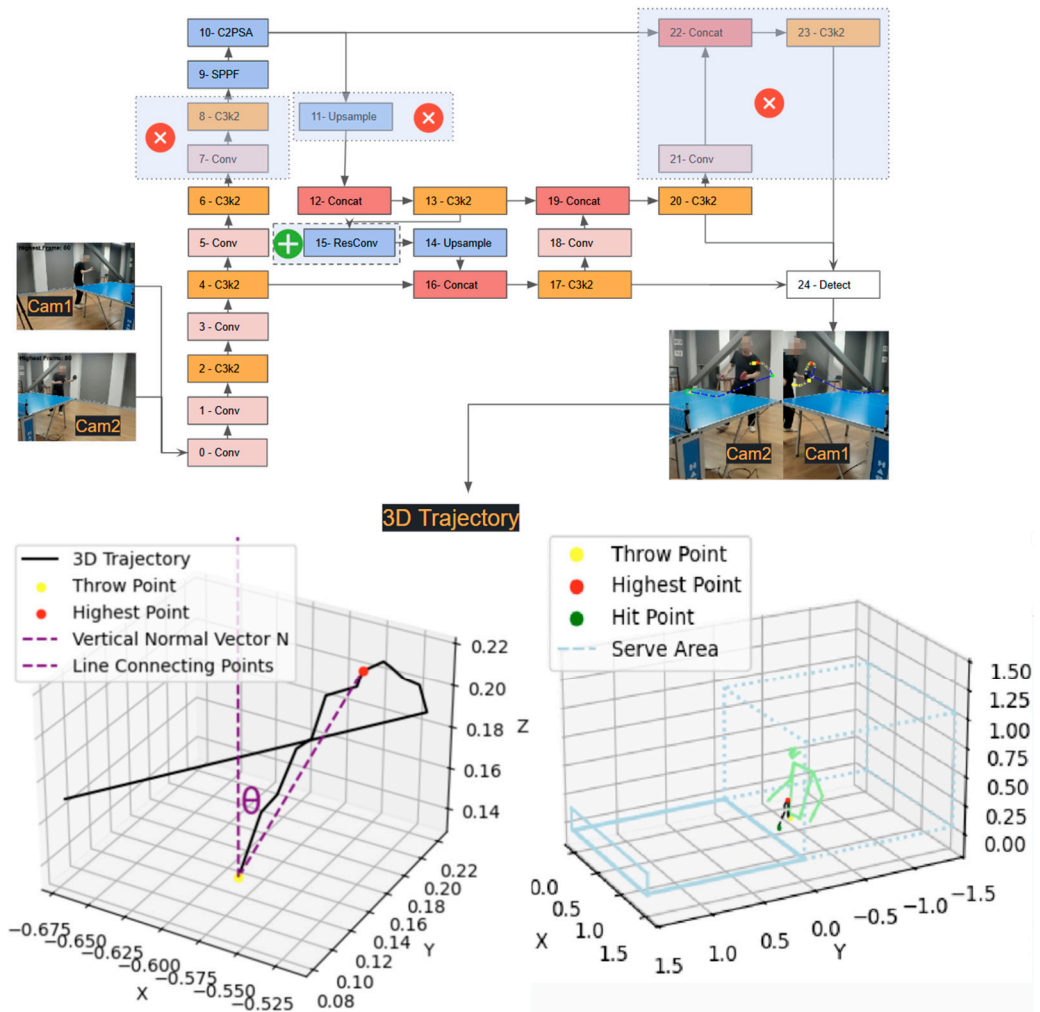 10- C2PSA
22- Concat
23 - C3k2
9- SPPF
8 - C3k2
11- Upsample
7- Conv
21- Conv
6 - C3k2
12- Concat
13 - C3k2
19- Concat
20 - C3k2
5- Conv
15- ResConv
14 - Upsample
18 - Conv
4 - C3k2
16- Concat
17- C3k2
24 - Detect
Cam1
3 - Conv
2 - C3k2
1 - Conv
Cam2
0 - Conv
Cam2
Cam1
3D Trajectory
3D Trajectory
Throw Point
Highest Point
Vertical Normal Vector N
Line Connecting Points
θ
0.22
0.20
0.18
0.16
0.14
Z
0.22
0.20
0.18
0.16
0.14
0.12
0.10
0.08
Y
−0.675
−0.650
−0.625
−0.600
−0.575
−0.550
−0.525
X
Throw Point
Highest Point
Hit Point
Serve Area
1.50
1.25
1.00
0.75
0.50
0.25
0.00
0.0
0.5
1.0
1.5
X
1.5
1.0
0.5
0.0
−0.5
−1.0
−1.5
Y